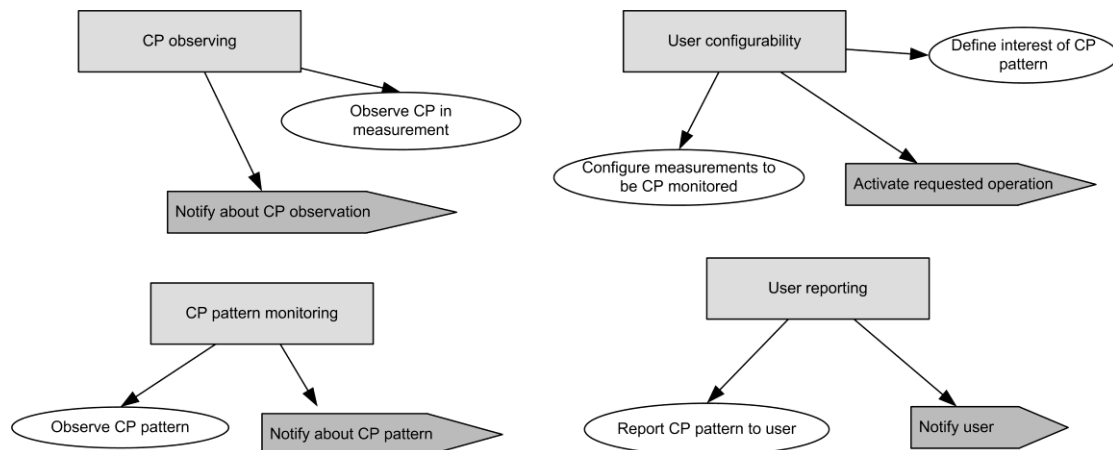 CP observing
Observe CP in
measurement
Notify about CP observation
User configurability
Define interest of CP
pattern
Configure measurements to
be CP monitored
Activate requested operation
CP pattern monitoring
Observe CP pattern
Notify about CP pattern
User reporting
Report CP pattern to user
Notify user